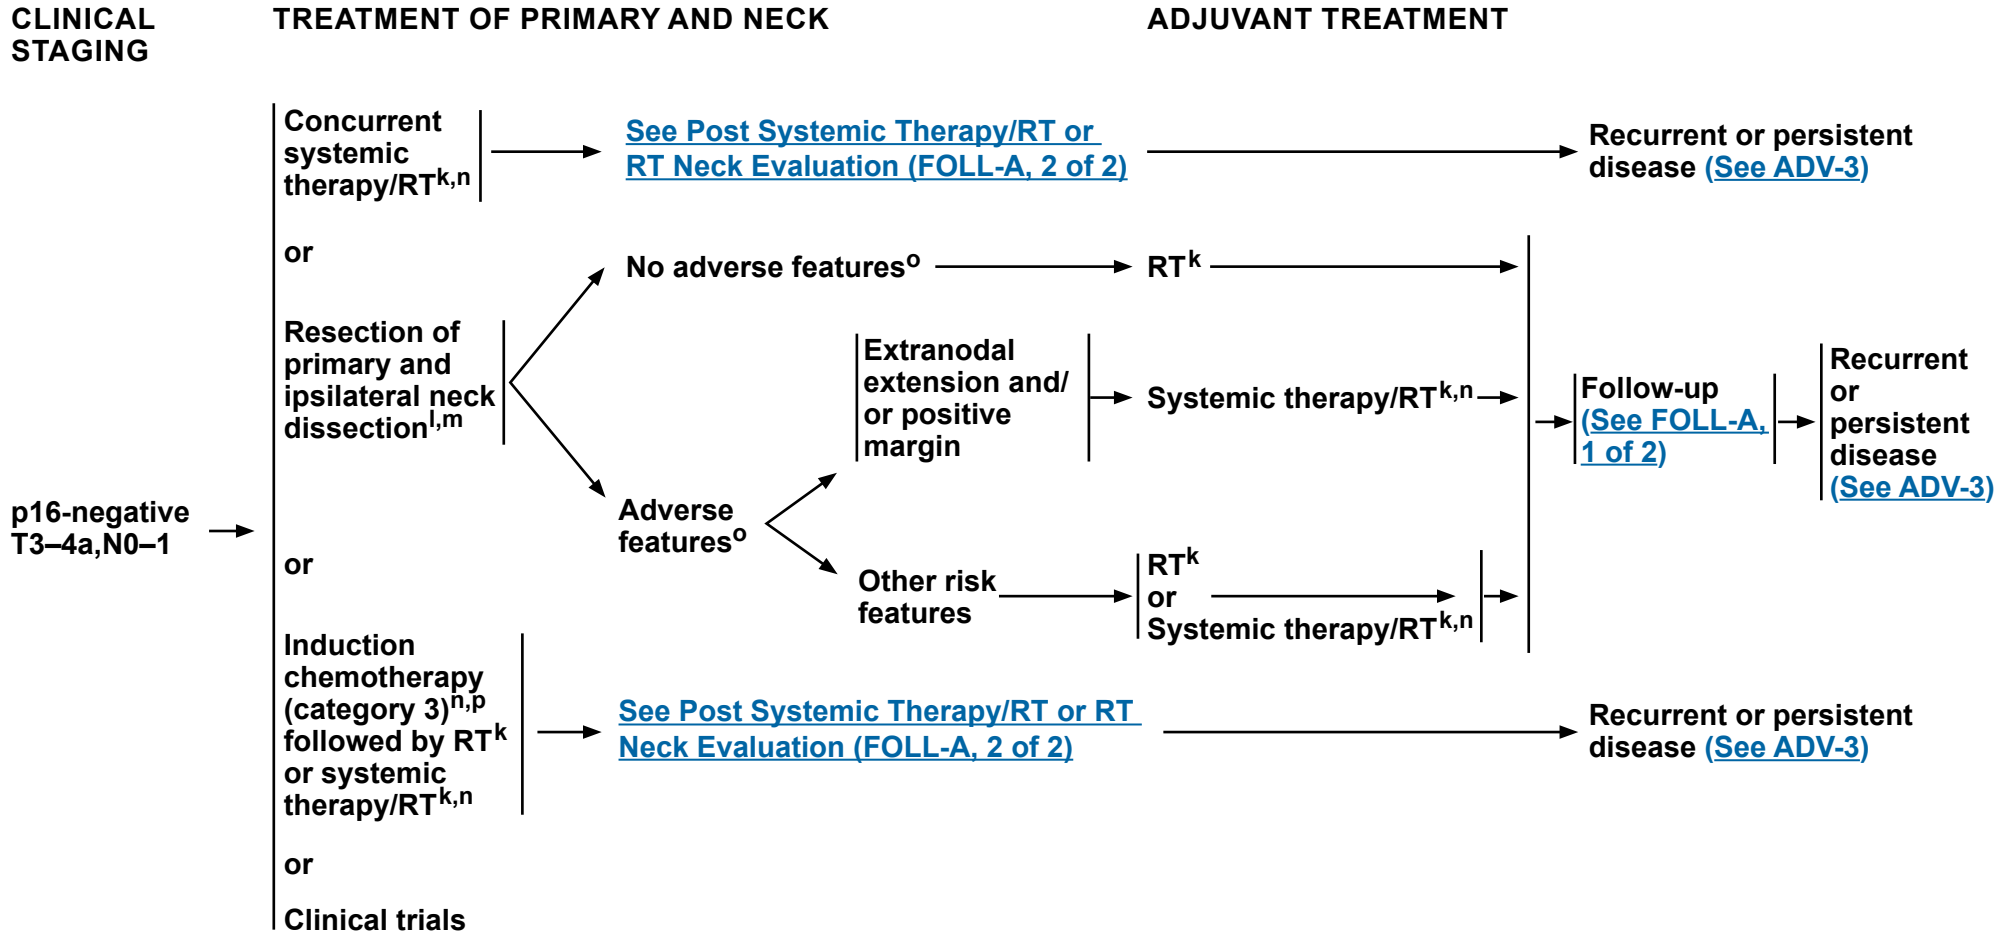 CLINICAL
STAGING
TREATMENT OF PRIMARY AND NECK
ADJUVANT TREATMENT
p16-negative
T3–4a,N0–1
Concurrent
systemic
therapy/RTk,n
See Post Systemic Therapy/RT or
RT Neck Evaluation (FOLL-A, 2 of 2)
Recurrent or persistent
disease (See ADV-3)
or
Resection of
primary and
ipsilateral neck
dissectionl,m
No adverse featureso
RTk
Adverse
featureso
Extranodal
extension and/
or positive
margin
Systemic therapy/RTk,n
Other risk
features
RTk
or
Systemic therapy/RTk,n
Follow-up
(See FOLL-A,
1 of 2)
Recurrent
or
persistent
disease
(See ADV-3)
or
Induction
chemotherapy
(category 3)n,p
followed by RTk
or systemic
therapy/RTk,n
See Post Systemic Therapy/RT or RT
Neck Evaluation (FOLL-A, 2 of 2)
Recurrent or persistent
disease (See ADV-3)
or
Clinical trials